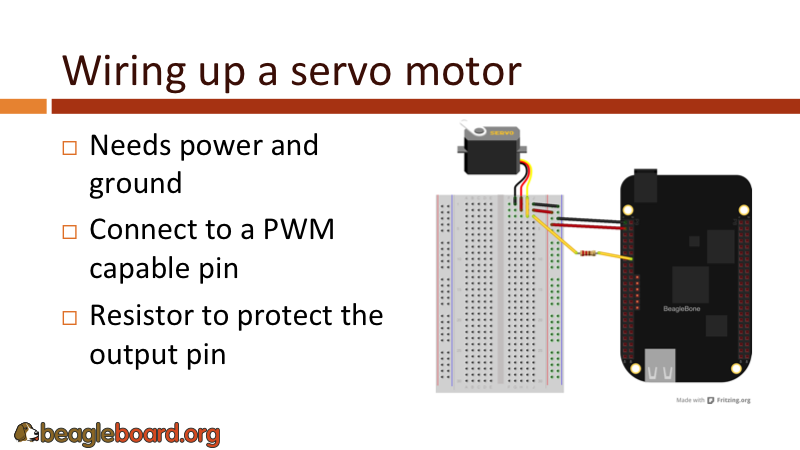 Wiring up a servo motor
Needs power and
ground
Connect to a PWM
capable pin
Resistor to protect the
output pin
SERVO
BeagleBone
Made with Fritzing.org
beagleboard.org